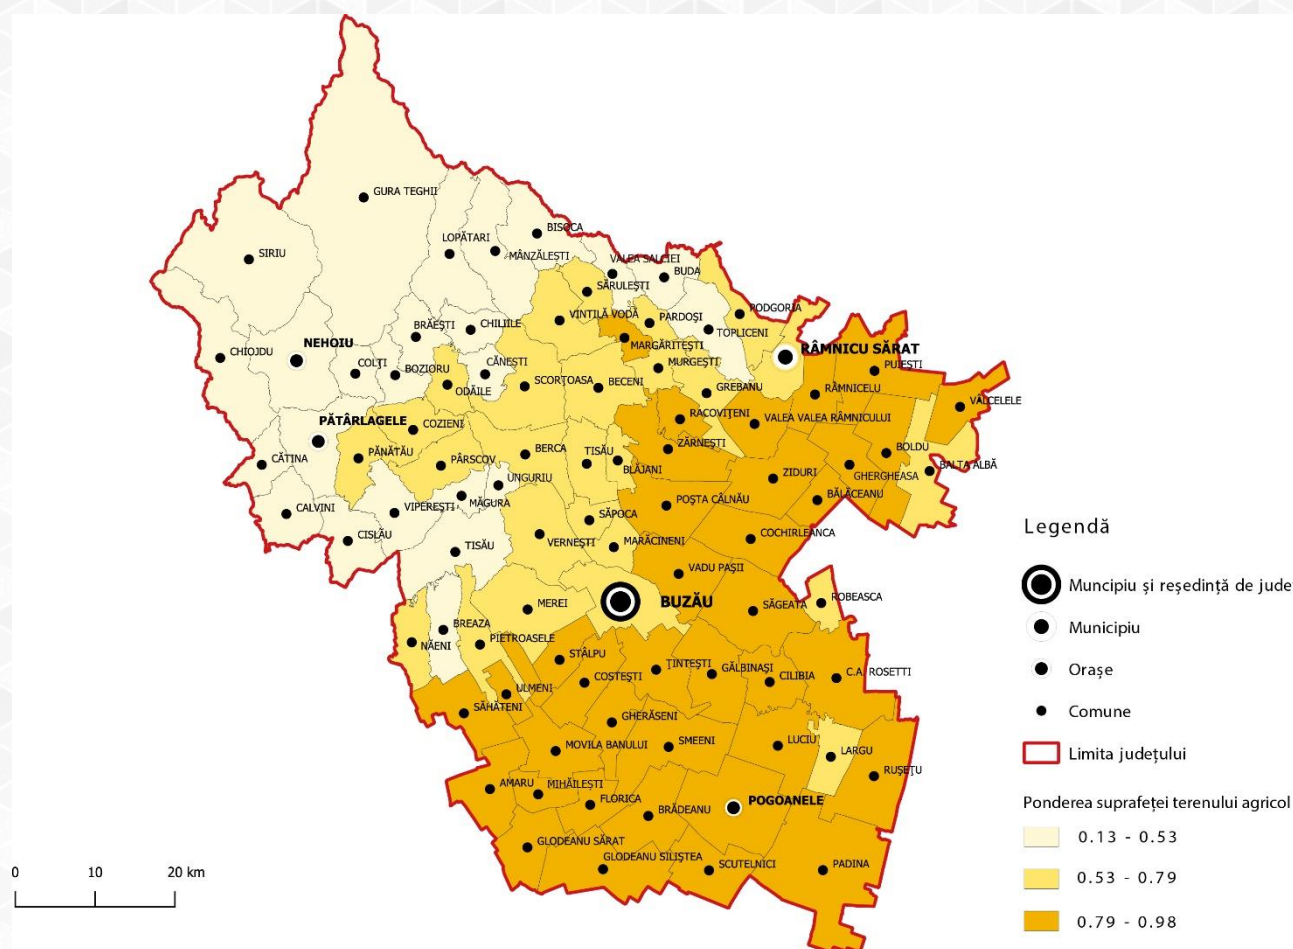 GURA TEGHII
BISOCA
LOPĂTARI
SIRIU
MÂNZĂLEȘTI
VALEA SALCIEI
BUDA
SĂRULEȘTI
PODGORIA
VINTILĂ VODĂ
PARDOȘI
BRĂEȘTI
CHILIILE
TOPLICENI
NEHOIU
MARGĂRITEȘTI
RÂMNICU SĂRAT
CHIOJDU
COLȚI
BOZIORU
CĂNEȘTI
MURGEȘTI
PUIEȘTI
ODĂILE
SCORȚOASA
BECENI
GREBANU
RÂMNICELU
VÂLCELELE
PĂTÂRLAGELE
COZIENI
RACOVIȚENI
VALEA VALEA RÂMNICULUI
BERCA
TISĂU
ZĂRNEȘTI
BOLDU
CĂTINA
PĂNĂTĂU
PÂRSCOV
BLĂJANI
GHERGHEASA
BALTA ALBĂ
UNGURIU
ZIDURI
MĂGURA
POȘTA CÂLNĂU
BĂLĂCEANU
CALVINI
VIPEREȘTI
SĂPOCA
CISLĂU
VERNEȘTI
MARĂCINENI
COCHIRLEANCA
TISĂU
VADU PAȘII
MEREI
BUZĂU
SĂGEATA
ROBEASCA
BREAZA
NĂENI
PIETROASELE
STÂLPU
ȚINTEȘTI
GĂLBINAȘI
CILIBIA
C.A. ROSETTI
COSTEȘTI
ULMENI
SĂHĂTENI
GHERĂSENI
MOVILA BANULUI
SMEENI
LUCIU
LARGU
RUȘEȚU
AMARU
MIHĂILEȘTI
FLORICA
BRĂDEANU
POGOANELE
GLODEANU SĂRAT
GLODEANU SILIȘTEA
SCUTELNICI
PADINA
0 10 20 km
Legendă
Muncipiu și reședință de jude
Municipiu
Orașe
Comune
Limita județului
Ponderea suprafeței terenului agricol
0.13 - 0.53
0.53 - 0.79
0.79 - 0.98